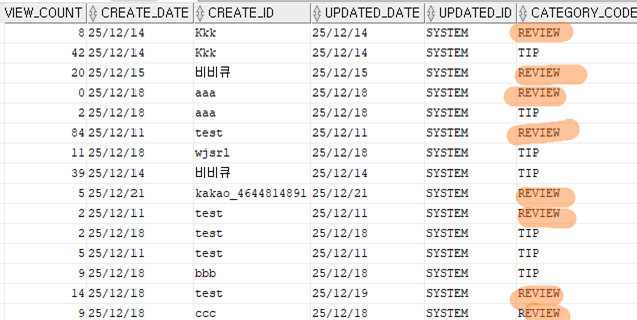 VIEW_COUNT CREATE_DATE CREATE_ID UPDATED_DATE UPDATED_ID CATEGORY_CODE
8 25/12/14 Kkk 25/12/14 SYSTEM REVIEW
42 25/12/14 Kkk 25/12/14 SYSTEM TIP
20 25/12/15 비비큐 25/12/15 SYSTEM REVIEW
0 25/12/18 aaa 25/12/18 SYSTEM REVIEW
2 25/12/18 aaa 25/12/18 SYSTEM TIP
84 25/12/11 test 25/12/11 SYSTEM REVIEW
11 25/12/18 wjsrl 25/12/18 SYSTEM TIP
39 25/12/14 비비큐 25/12/14 SYSTEM TIP
5 25/12/21 kakao_4644814891 25/12/21 SYSTEM REVIEW
2 25/12/11 test 25/12/11 SYSTEM REVIEW
2 25/12/18 test 25/12/18 SYSTEM TIP
5 25/12/11 test 25/12/11 SYSTEM TIP
9 25/12/18 bbb 25/12/18 SYSTEM TIP
14 25/12/18 test 25/12/19 SYSTEM REVIEW
9 25/12/18 ccc 25/12/18 SYSTEM REVIEW